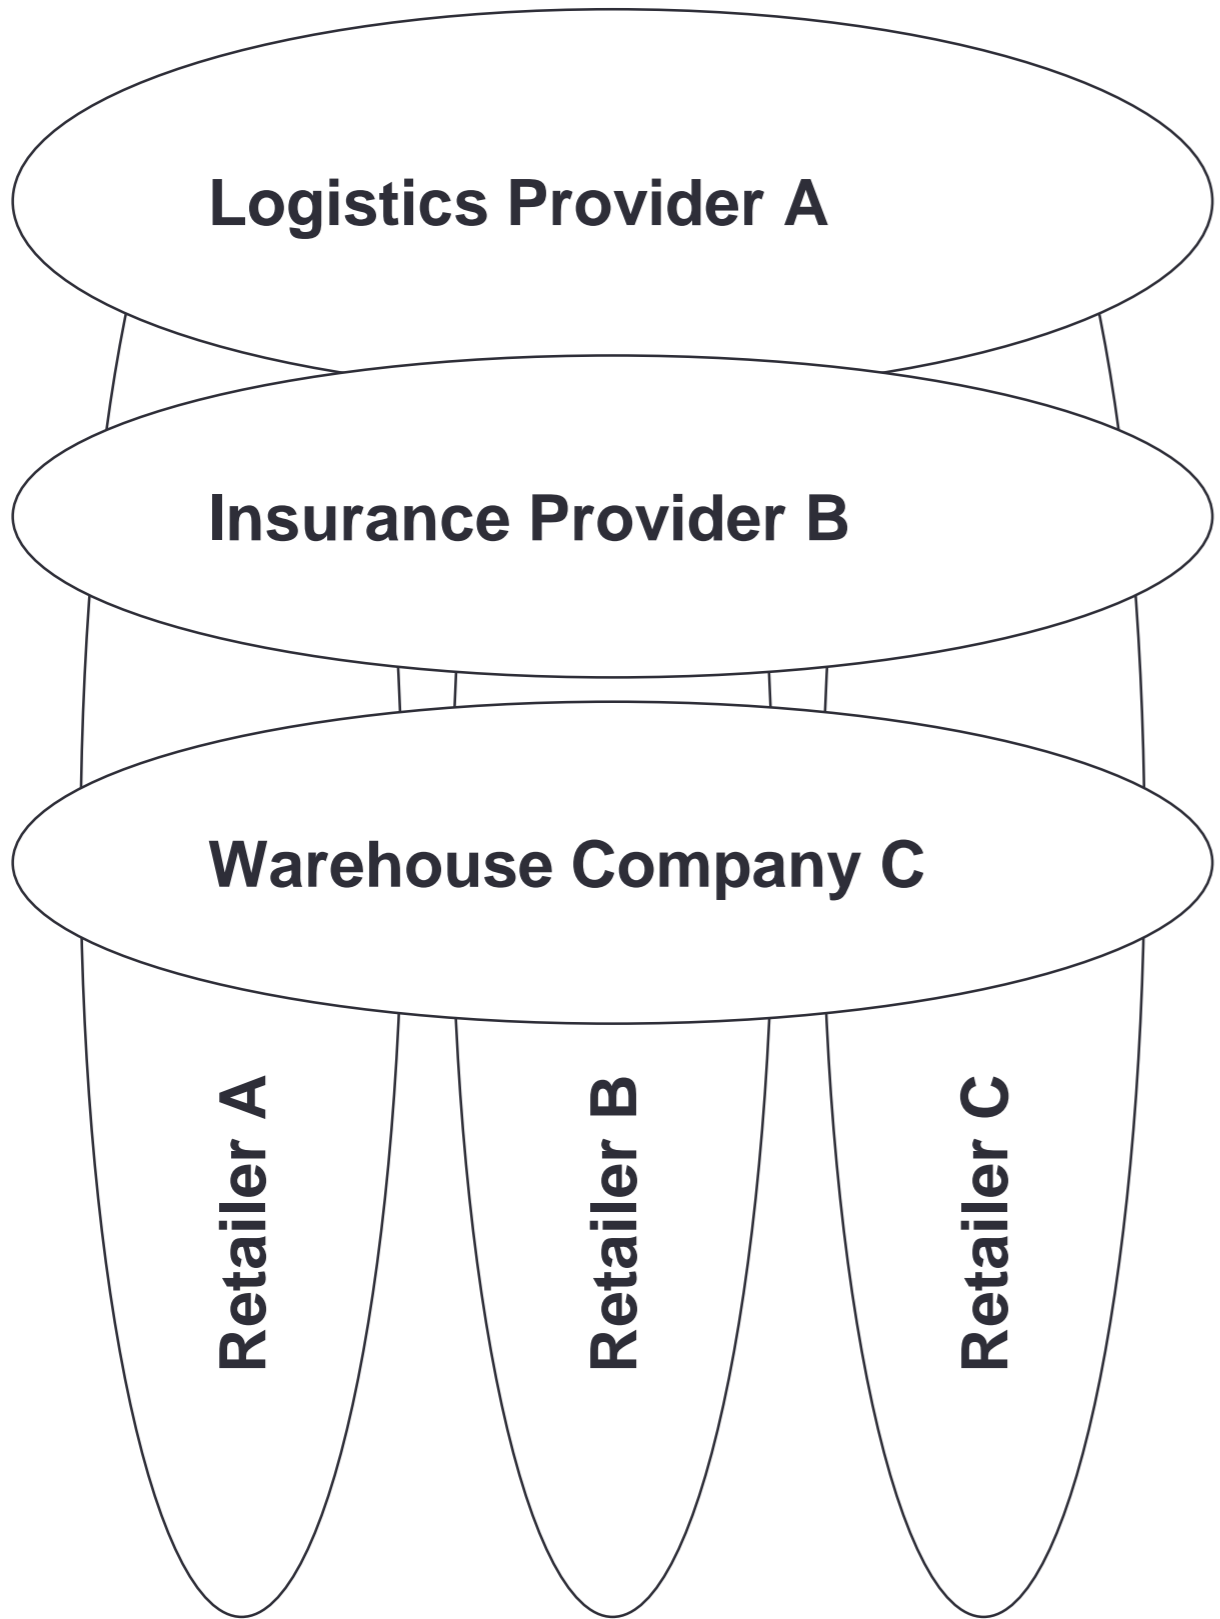 Logistics Provider A
Insurance Provider B
Warehouse Company C
Retailer A
Retailer B
Retailer C